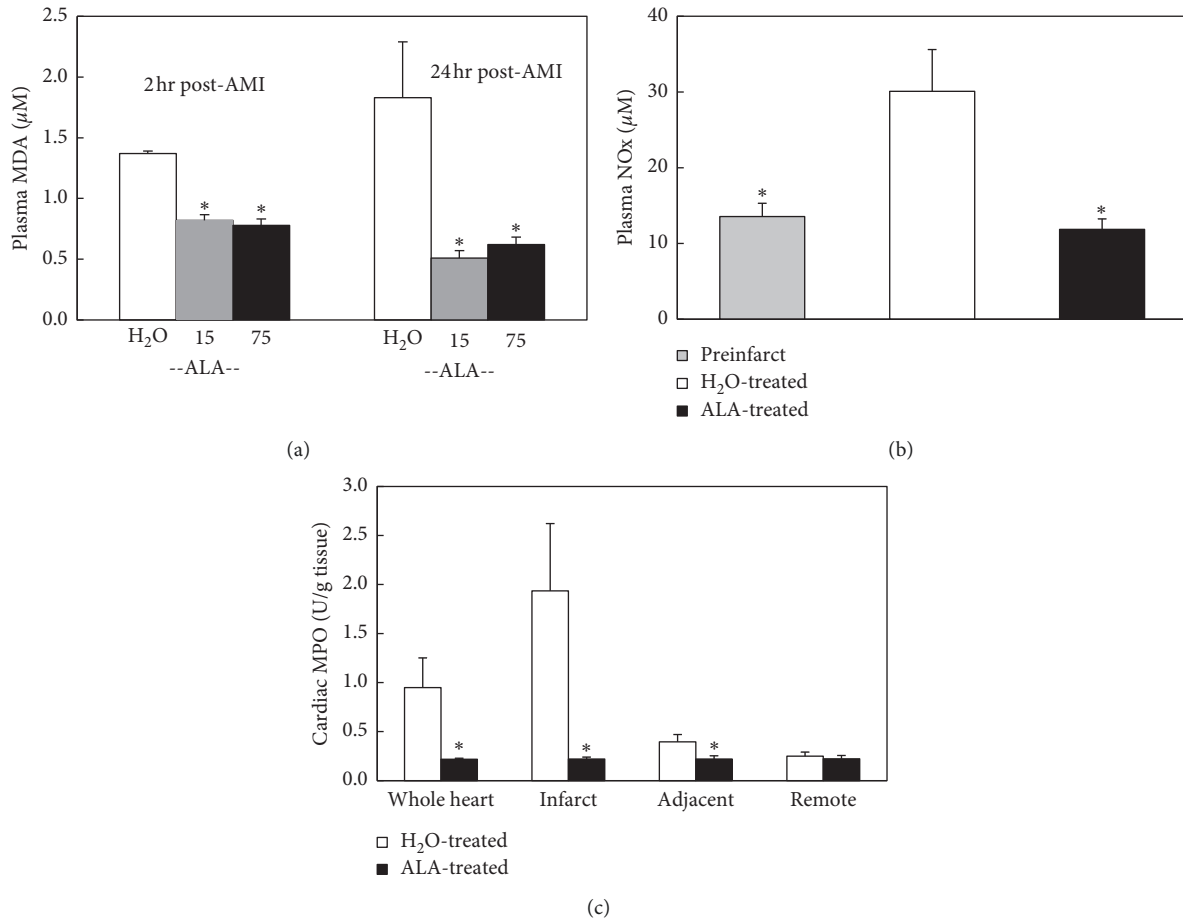 2.5
2.0
1.5
1.0
0.5
0.0
Plasma MDA (µM)
2 hr post-AMI
24 hr post-AMI
* *
* *
H₂O 15 75 H₂O 15 75
--ALA-- --ALA--
(a)
40
30
20
10
0
Plasma NOx (µM)
* *
Preinfarct
H₂O-treated
ALA-treated
(b)
3.0
2.5
2.0
1.5
1.0
0.5
0.0
Cardiac MPO (U/g tissue)
* * *
Whole heart Infarct Adjacent Remote
H₂O-treated
ALA-treated
(c)